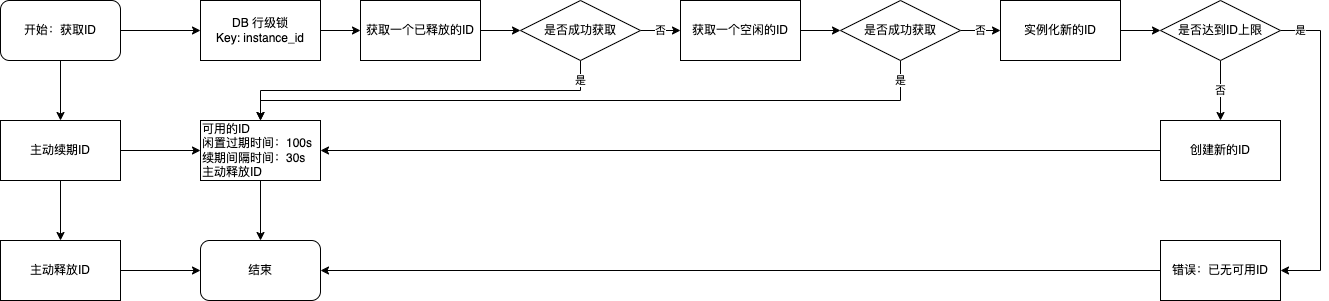 开始：获取ID
DB 行级锁
Key: instance_id
获取一个已释放的ID
是否成功获取
否
获取一个空闲的ID
是否成功获取
否
实例化新的ID
是否达到ID上限
是
是
是
否
主动续期ID
可用的ID
闲置过期时间：100s
续期间隔时间：30s
主动释放ID
创建新的ID
主动释放ID
结束
错误：已无可用ID